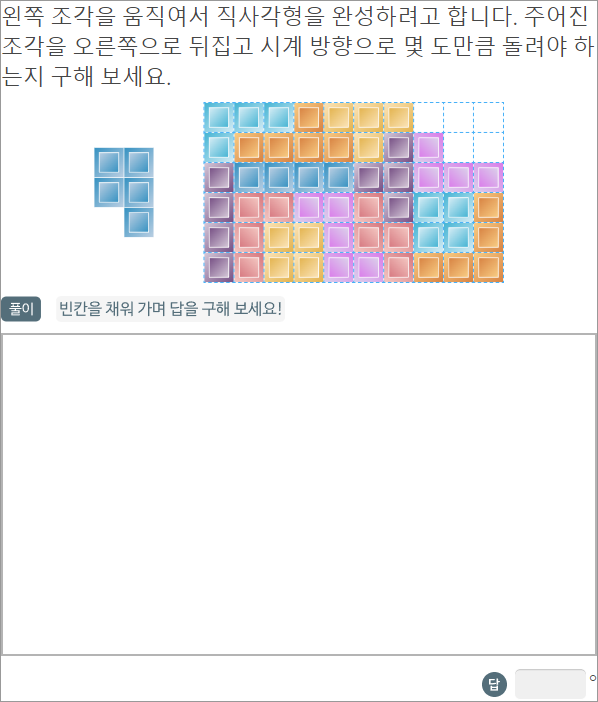 왼쪽 조각을 움직여서 직사각형을 완성하려고 합니다. 주어진
조각을 오른쪽으로 뒤집고 시계 방향으로 몇 도만큼 돌려야 하
는지 구해 보세요.
풀이 빈칸을 채워 가며 답을 구해 보세요!
답 °